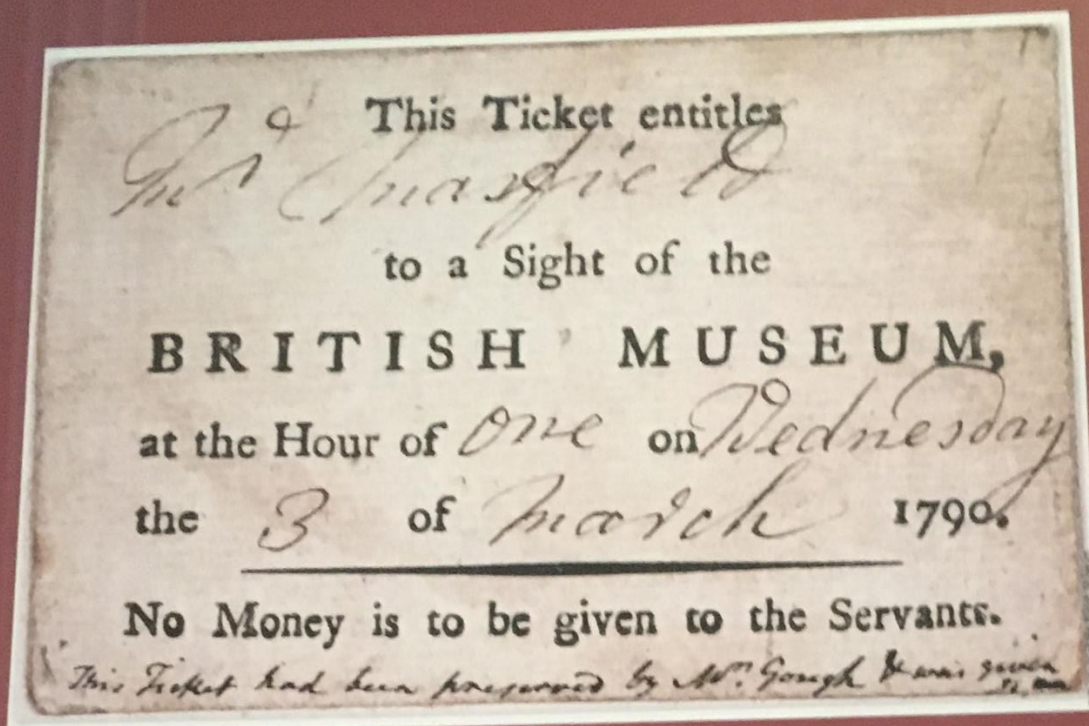 This Ticket entitles
to a Sight of the
BRITISH MUSEUM,
at the Hour of One on Wednesday
the 3 of March 1790.
No Money is to be given to the Servants.
This Ticket had been preserved by Mr. Gough & was given